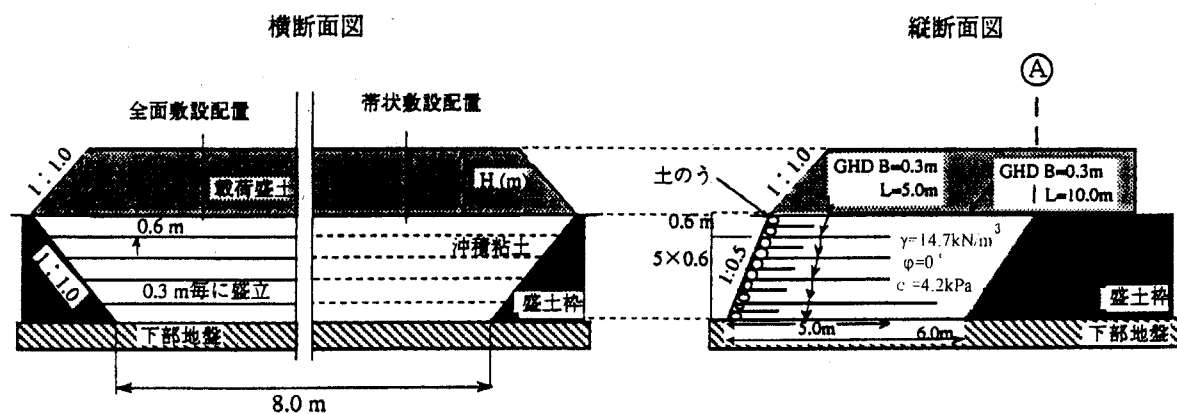 横断面図
縦断面図
Ⓐ
全面敷設配置
帯状敷設配置
1:1.0
載荷盛土
H (m)
0.6 m
沖積粘土
1:1.0
0.3 m毎に盛立
盛土枠
下部地盤
8.0 m
土のう
1:1.0
GHD B=0.3m
L=5.0m
GHD B=0.3m
L=10.0m
0.6 m
5×0.6
1:0.5
γ=14.7kN/m³
φ=0°
c =4.2kPa
盛土枠
5.0m
6.0m
下部地盤